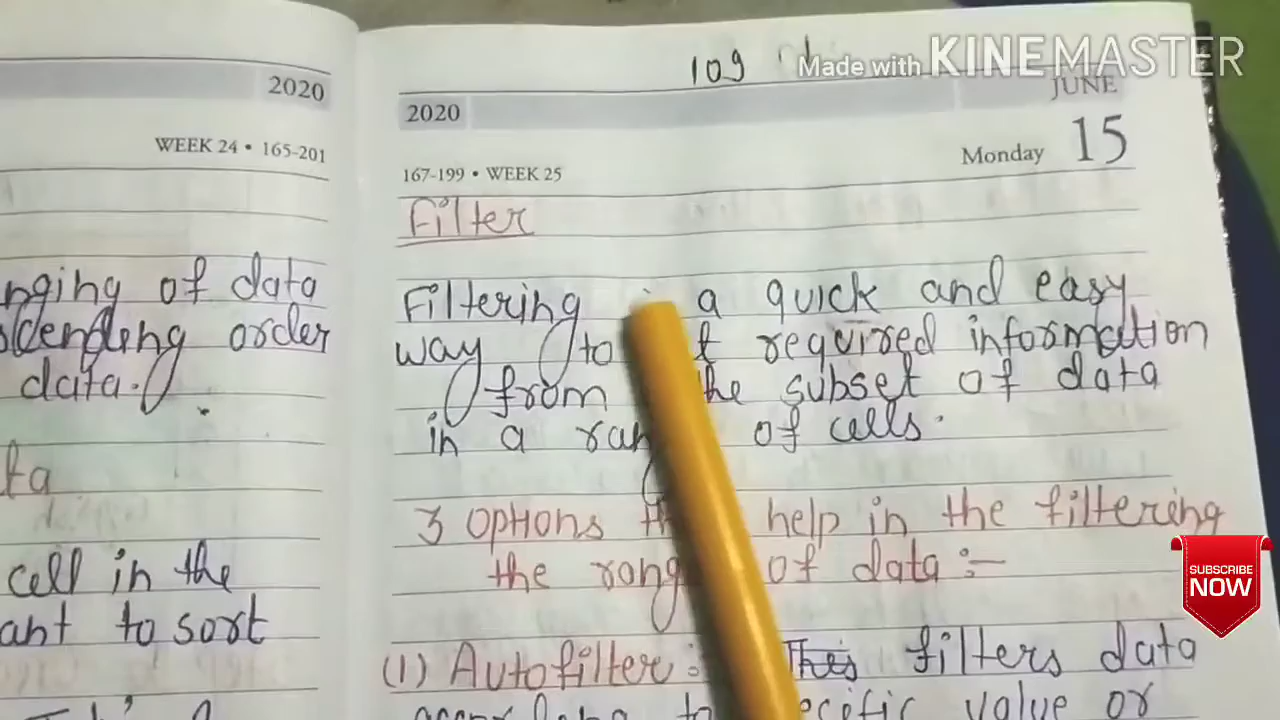 109
Made with KINEMASTER
2020
WEEK 24 • 165-201
nging of data
order
data.
ta
cell in the
ant to sort
2020
JUNE
Monday 15
167-199 • WEEK 25
Filter
Filtering a quick and easy
way to required information
from the subset of data
in a of cells.
3 options help in the filtering
the of data :-
(1) Autofilter : This filters data
to value or
SUBSCRIBE
NOW